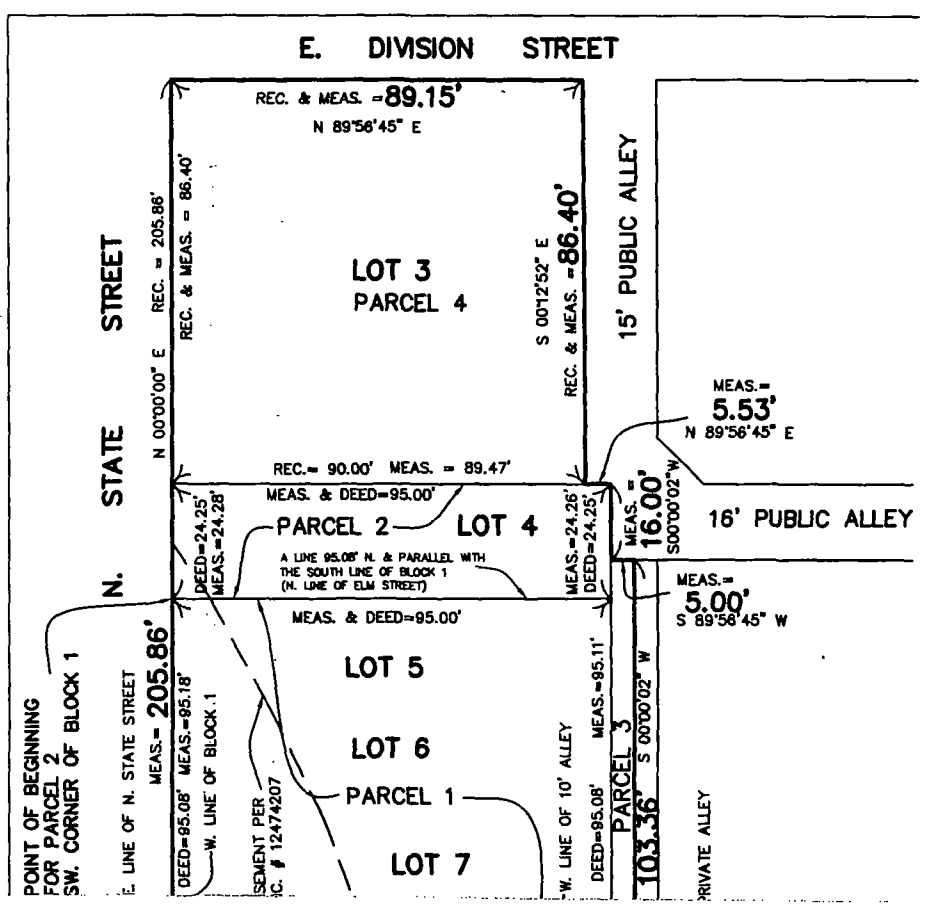 E. DIVISION STREET
REC. & MEAS. =89.15'
N 89°56'45" E
N. STATE STREET
N 00°00'00" E REC. = 205.86'
REC. & MEAS. = 86.40'
LOT 3
PARCEL 4
S 00°12'52" E
REC. & MEAS. =86.40'
15' PUBLIC ALLEY
MEAS.=
5.53'
N 89°56'45" E
REC.= 90.00' MEAS. = 89.47'
MEAS. & DEED=95.00'
DEED=24.25'
MEAS.=24.28'
PARCEL 2
LOT 4
A LINE 95.08' N. & PARALLEL WITH
THE SOUTH LINE OF BLOCK 1
(N. LINE OF ELM STREET)
MEAS.=24.26'
DEED=24.25'
MEAS. =
16.00'
S00°00'02"W
16' PUBLIC ALLEY
MEAS.=
5.00'
S 89°56'45" W
MEAS. & DEED=95.00'
POINT OF BEGINNING
FOR PARCEL 2
SW. CORNER OF BLOCK 1
E. LINE OF N. STATE STREET
MEAS.= 205.86'
DEED=95.08' MEAS.=95.18'
W. LINE OF BLOCK 1
SEMENT PER
C. # 12474207
LOT 5
LOT 6
PARCEL 1
LOT 7
W. LINE OF 10' ALLEY
DEED=95.08' MEAS.=95.11'
PARCEL 3
103.36' S 00°00'02" W
PRIVATE ALLEY